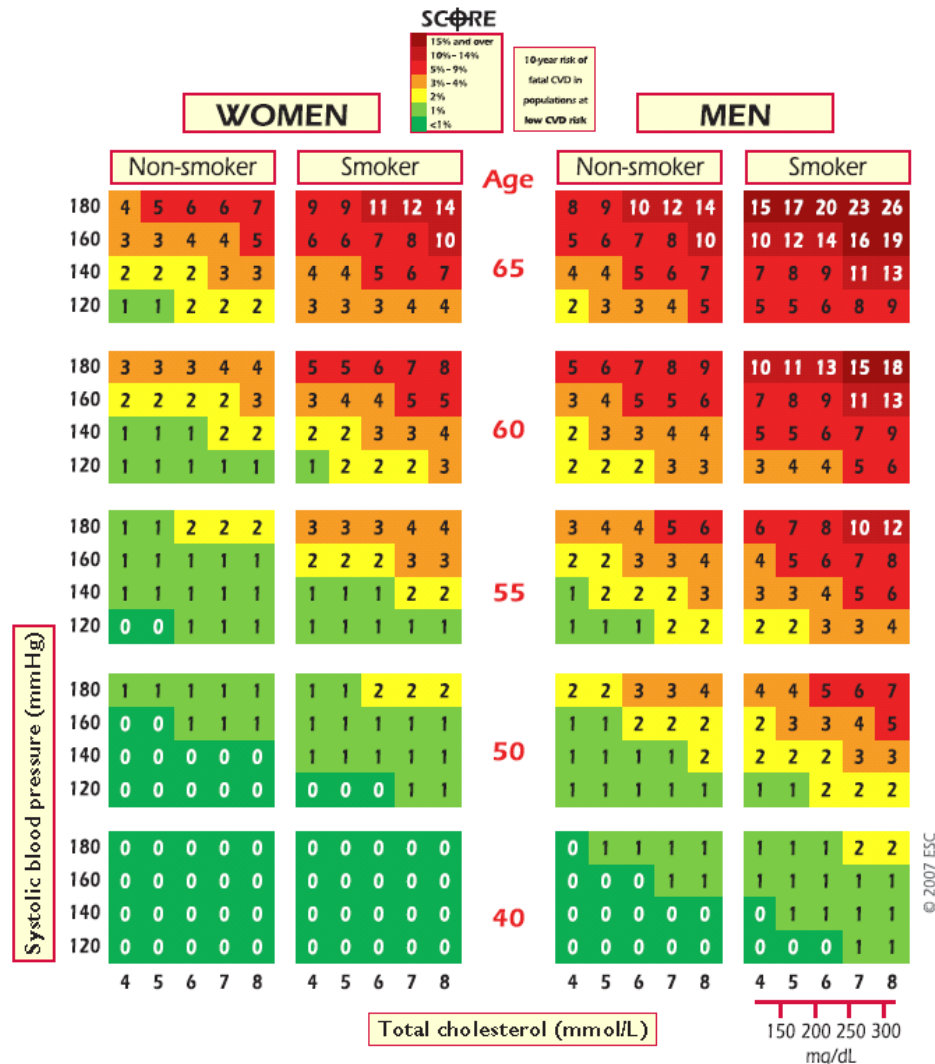 SCORE
15% and over
10%–14%
5%–9%
3%–4%
2%
1%
<1%
10-year risk of
fatal CVD in
populations at
low CVD risk
WOMEN
MEN
Non-smoker Smoker Age Non-smoker Smoker
180 4 5 6 6 7 9 9 11 12 14 8 9 10 12 14 15 17 20 23 26
160 3 3 4 4 5 6 6 7 8 10 5 6 7 8 10 10 12 14 16 19
65
140 2 2 2 3 3 4 4 5 6 7 4 4 5 6 7 7 8 9 11 13
120 1 1 2 2 2 3 3 3 4 4 2 3 3 4 5 5 5 6 8 9
180 3 3 3 4 4 5 5 6 7 8 5 6 7 8 9 10 11 13 15 18
160 2 2 2 2 3 3 4 4 5 5 3 4 5 5 6 7 8 9 11 13
60
140 1 1 1 2 2 2 2 3 3 4 2 3 3 4 4 5 5 6 7 9
120 1 1 1 1 1 1 2 2 2 3 2 2 2 3 3 3 4 4 5 6
180 1 1 2 2 2 3 3 3 4 4 3 4 4 5 6 6 7 8 10 12
160 1 1 1 1 1 2 2 2 3 3 2 2 3 3 4 4 5 6 7 8
55
140 1 1 1 1 1 1 1 1 2 2 1 2 2 2 3 3 3 4 5 6
120 0 0 1 1 1 1 1 1 1 1 1 1 1 2 2 2 2 3 3 4
180 1 1 1 1 1 1 1 2 2 2 2 2 3 3 4 4 4 5 6 7
160 0 0 1 1 1 1 1 1 1 1 1 1 2 2 2 2 3 3 4 5
50
140 0 0 0 0 0 1 1 1 1 1 1 1 1 1 2 2 2 2 3 3
120 0 0 0 0 0 0 0 0 1 1 1 1 1 1 1 1 1 2 2 2
180 0 0 0 0 0 0 0 0 0 0 0 1 1 1 1 1 1 1 2 2
160 0 0 0 0 0 0 0 0 0 0 0 0 0 1 1 1 1 1 1 1
40
140 0 0 0 0 0 0 0 0 0 0 0 0 0 0 0 0 1 1 1 1
120 0 0 0 0 0 0 0 0 0 0 0 0 0 0 0 0 0 0 1 1
4 5 6 7 8 4 5 6 7 8 4 5 6 7 8 4 5 6 7 8
Systolic blood pressure (mmHg)
Total cholesterol (mmol/L)
150 200 250 300
mg/dL
© 2007 ESC